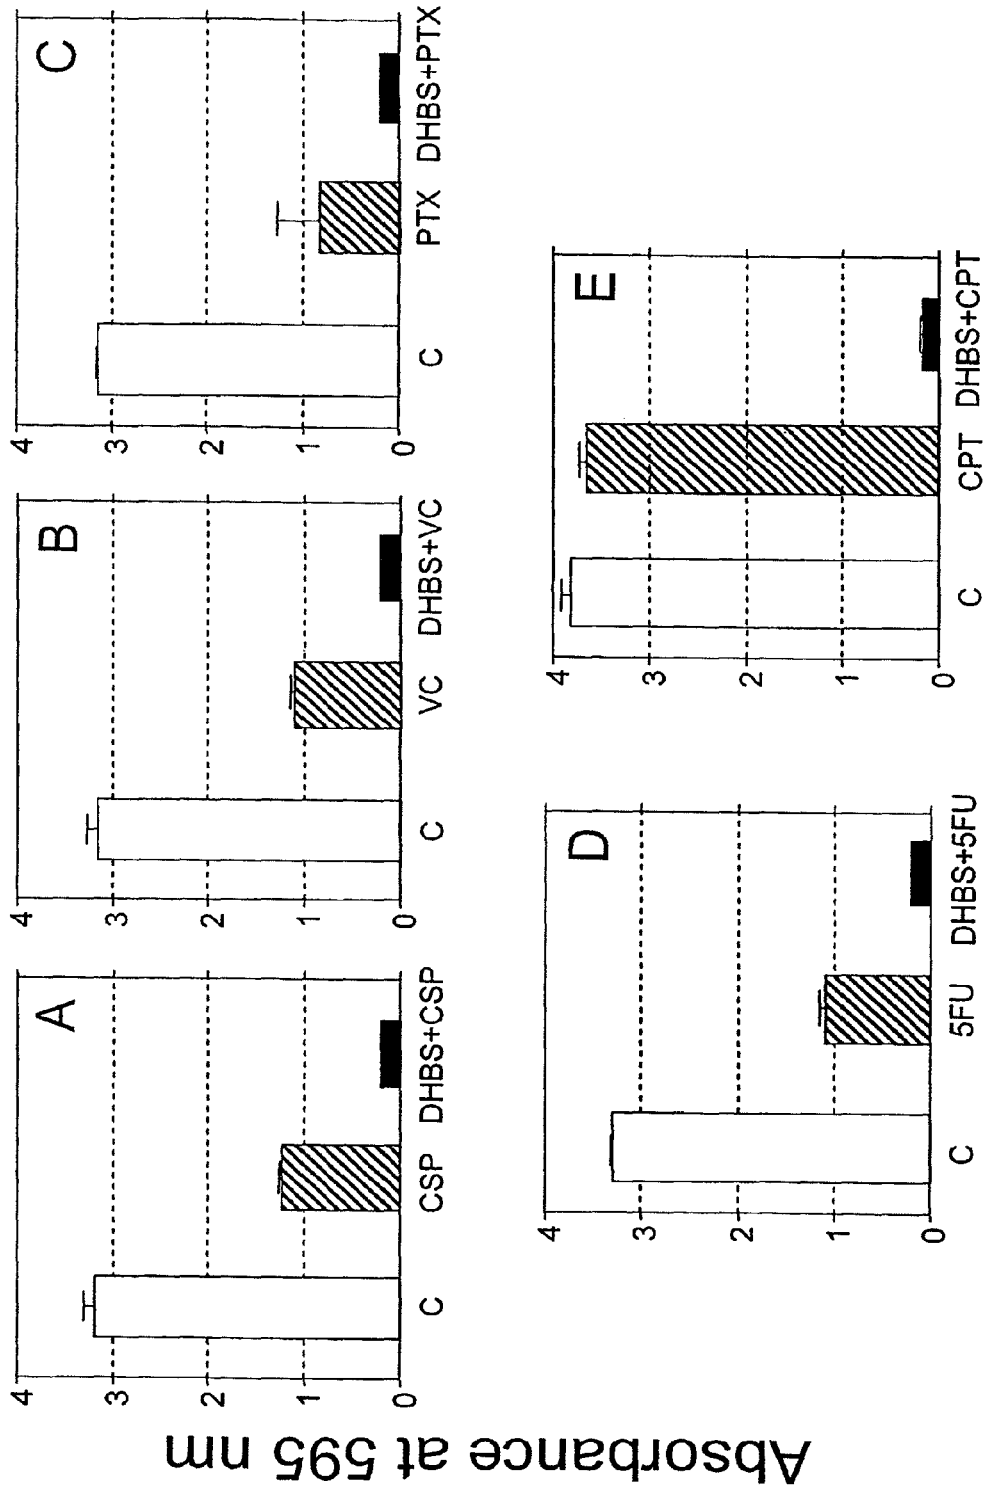 Absorbance at 595 nm
A
4
3
2
1
0
C CSP DHBS+CSP
B
4
3
2
1
0
C VC DHBS+VC
C
4
3
2
1
0
C PTX DHBS+PTX
D
4
3
2
1
0
C 5FU DHBS+5FU
E
4
3
2
1
0
C CPT DHBS+CPT